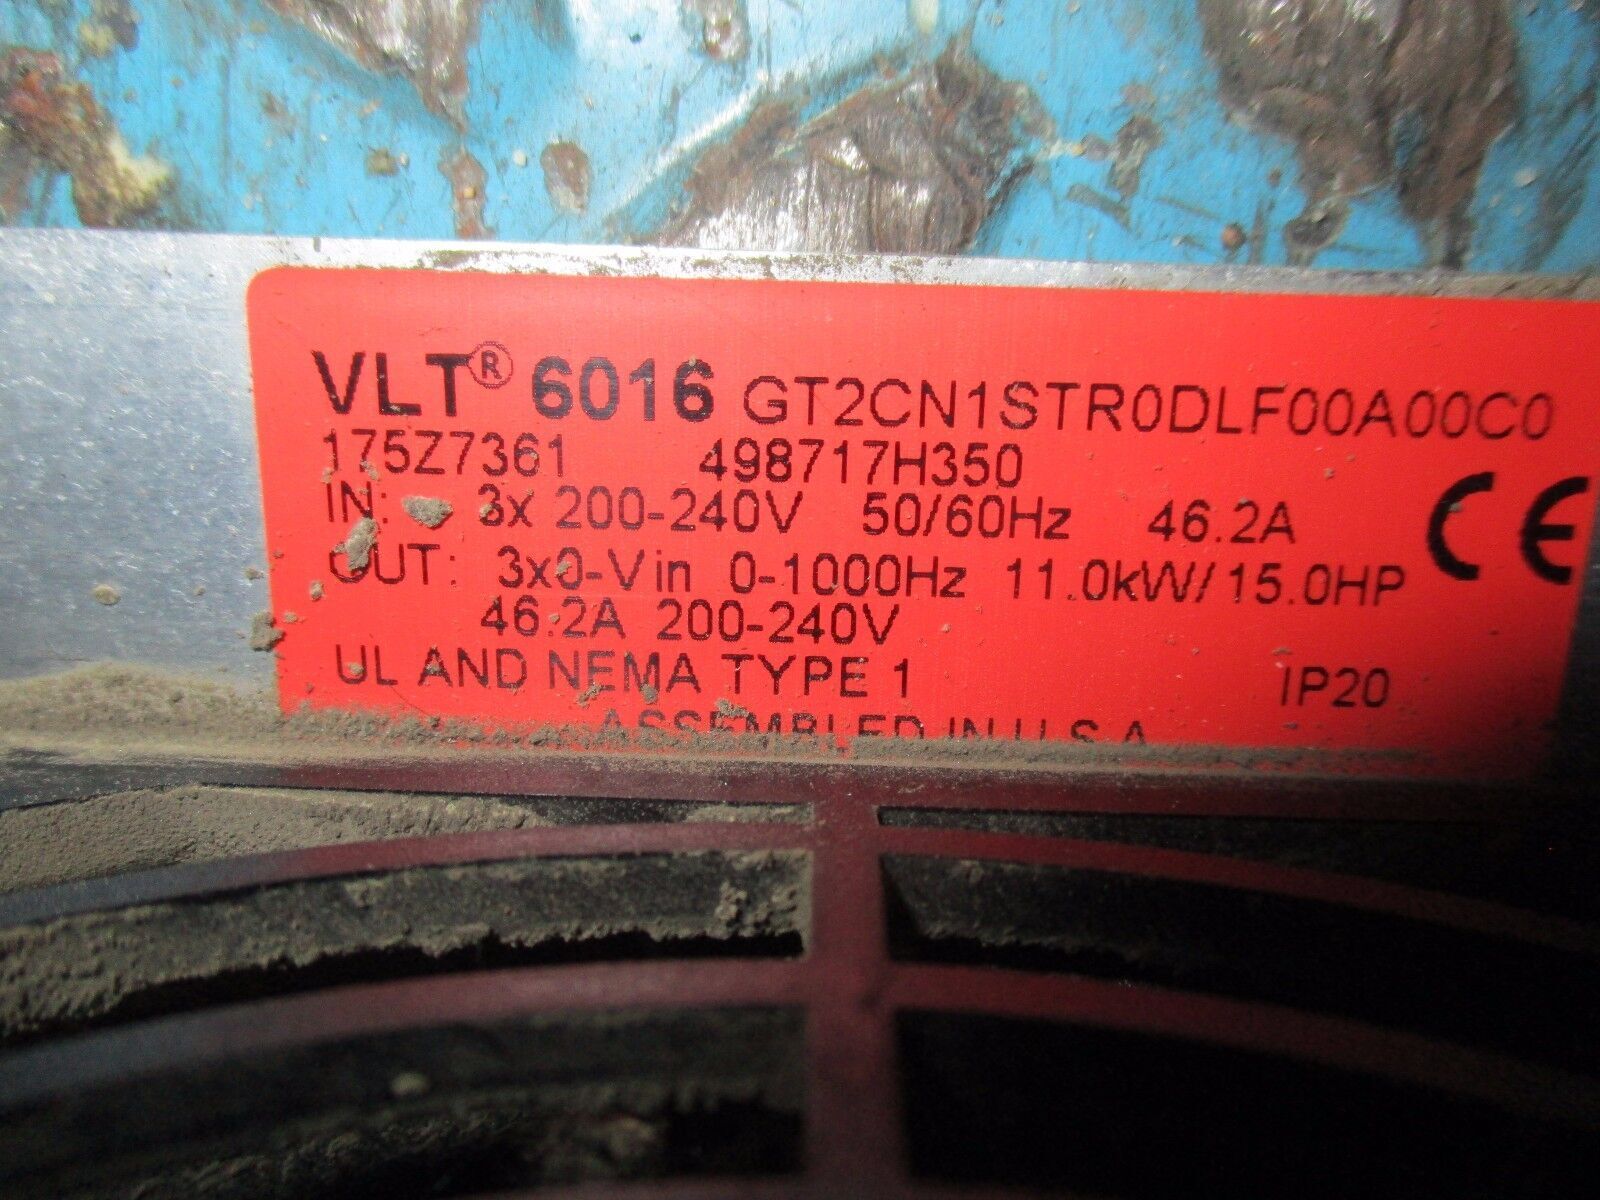 VLT® 6016 GT2CN1STR0DLF00A00C0
175Z7361 498717H350
IN: 3x 200-240V 50/60Hz 46.2A
OUT: 3x0-Vin 0-1000Hz 11.0kW/15.0HP
46.2A 200-240V
CE
UL AND NEMA TYPE 1 IP20
ASSEMBLED IN U.S.A